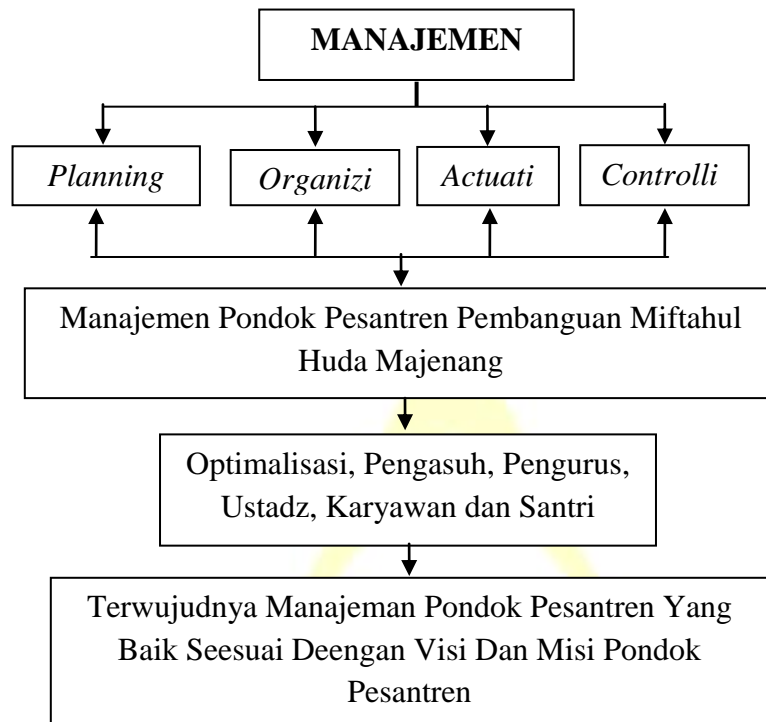 MANAJEMEN
Planning
Organizi
Actuati
Controlli
Manajemen Pondok Pesantren Pembanguan Miftahul
Huda Majenang
Optimalisasi, Pengasuh, Pengurus,
Ustadz, Karyawan dan Santri
Terwujudnya Manajeman Pondok Pesantren Yang
Baik Seesuai Deengan Visi Dan Misi Pondok
Pesantren